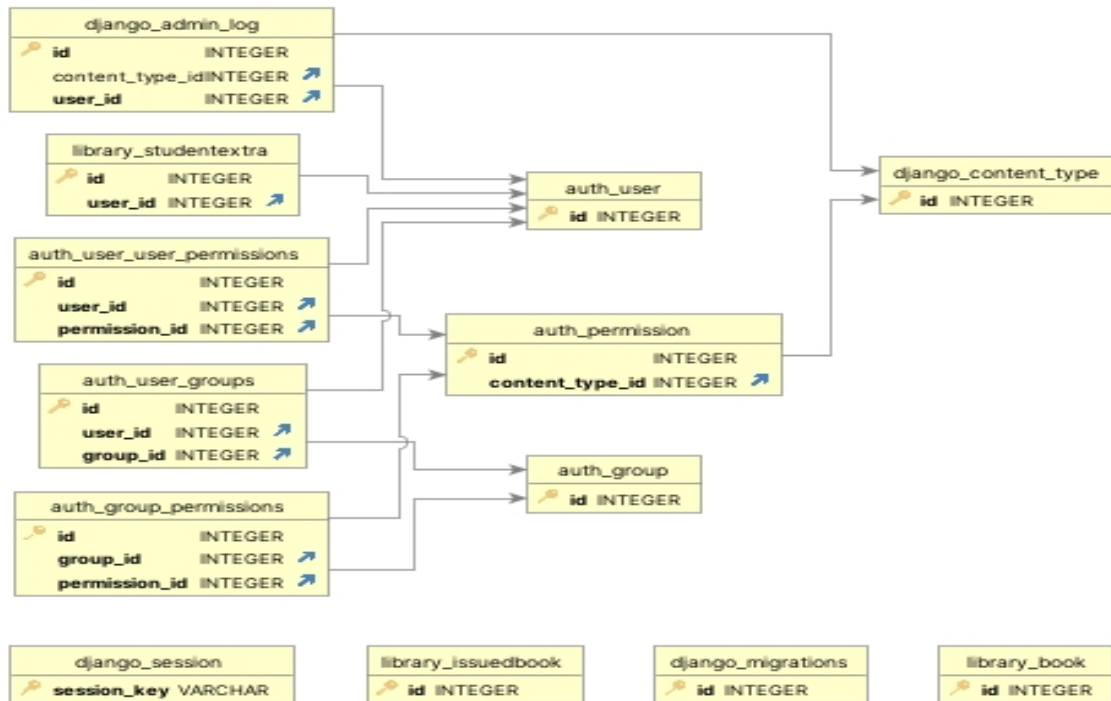 django_admin_log
id INTEGER
content_type_id INTEGER
user_id INTEGER
library_studentextra
id INTEGER
user_id INTEGER
auth_user_user_permissions
id INTEGER
user_id INTEGER
permission_id INTEGER
auth_user_groups
id INTEGER
user_id INTEGER
group_id INTEGER
auth_group_permissions
id INTEGER
group_id INTEGER
permission_id INTEGER
auth_user
id INTEGER
auth_permission
id INTEGER
content_type_id INTEGER
auth_group
id INTEGER
django_content_type
id INTEGER
django_session
session_key VARCHAR
library_issuedbook
id INTEGER
django_migrations
id INTEGER
library_book
id INTEGER